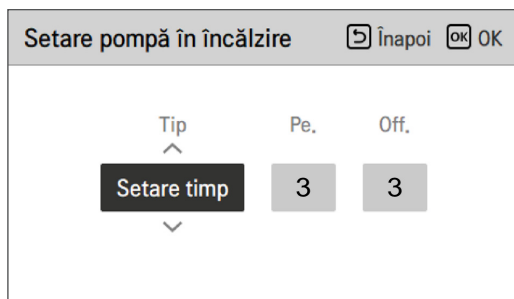 Setare pompă în încălzire Înapoi OK OK
Tip Pe. Off.
Setare timp 3 3